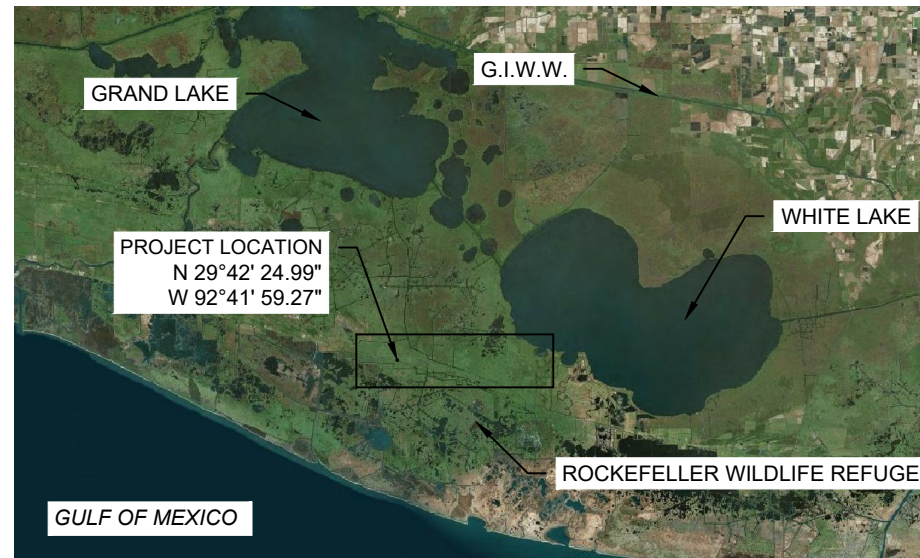 G.I.W.W.
GRAND LAKE
WHITE LAKE
PROJECT LOCATION
N 29°42' 24.99"
W 92°41' 59.27"
ROCKEFELLER WILDLIFE REFUGE
GULF OF MEXICO